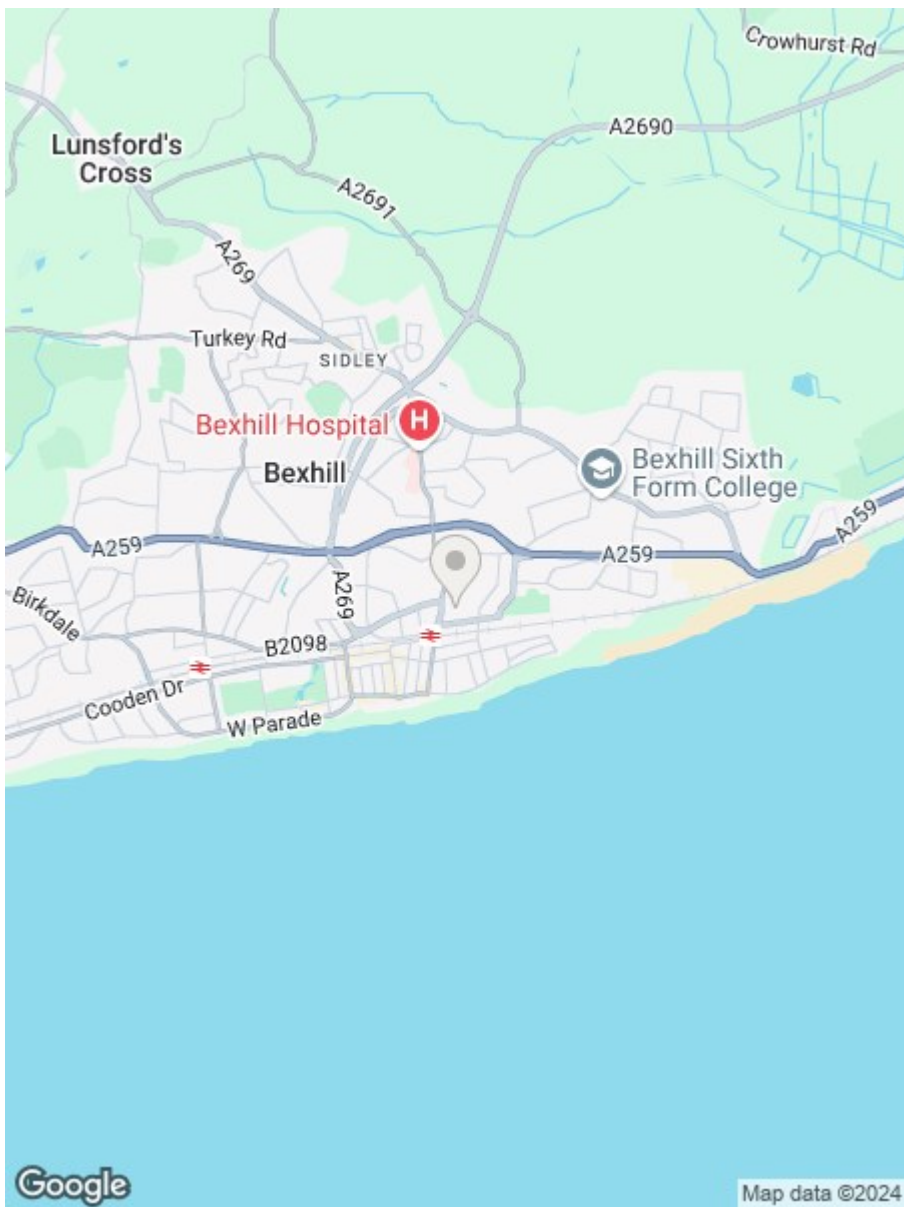 Crowhurst Rd
A2690
Lunsford's
Cross
A2691
A269
Turkey Rd
SIDLEY
Bexhill Hospital
H
Bexhill
Bexhill Sixth
Form College
A259
A259
A259
A269
Birkdale
B2098
Cooden Dr
W Parade
Google
Map data ©2024